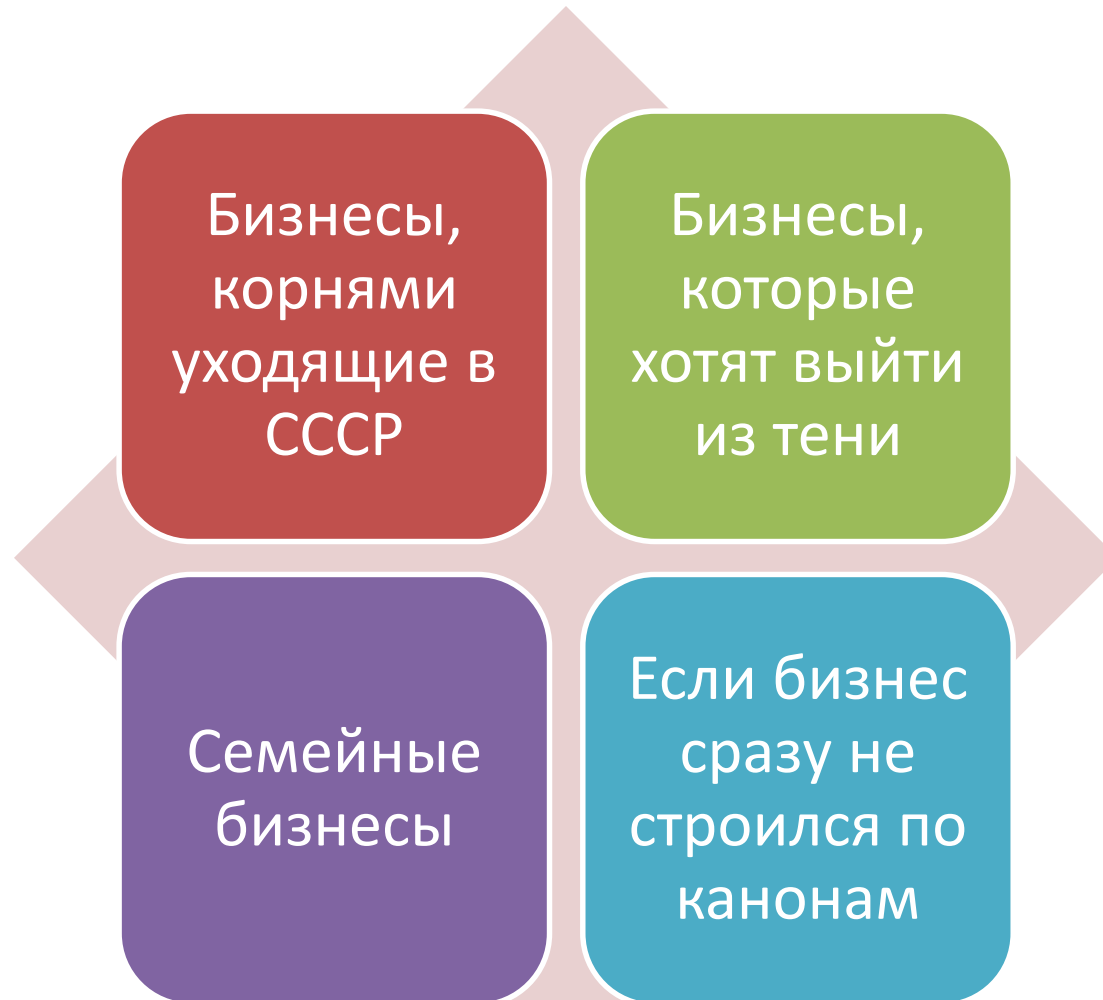 Бизнесы,
корнями
уходящие в
СССР
Бизнесы,
которые
хотят выйти
из тени
Семейные
бизнесы
Если бизнес
сразу не
строился по
канонам